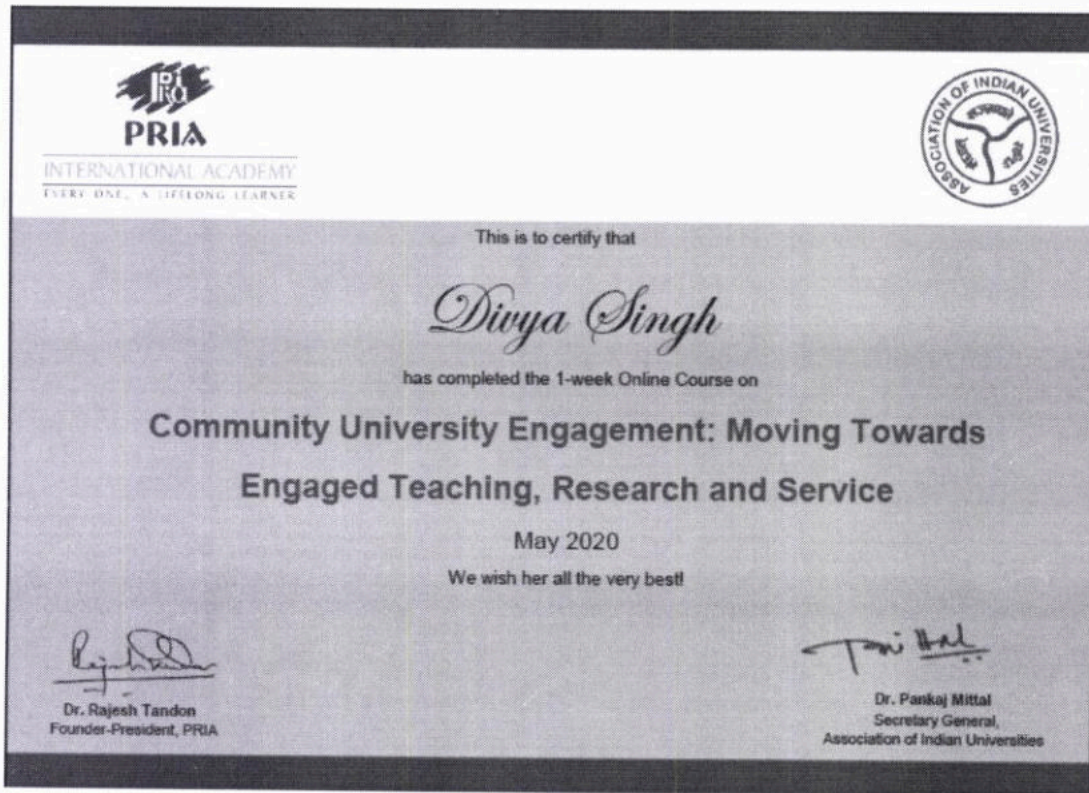 PRIA
INTERNATIONAL ACADEMY
EVERY ONE, A LIFELONG LEARNER
ASSOCIATION OF INDIAN UNIVERSITIES
This is to certify that
Divya Singh
has completed the 1-week Online Course on
Community University Engagement: Moving Towards
Engaged Teaching, Research and Service
May 2020
We wish her all the very best!
Dr. Rajesh Tandon
Founder-President, PRIA
Dr. Pankaj Mittal
Secretary General,
Association of Indian Universities